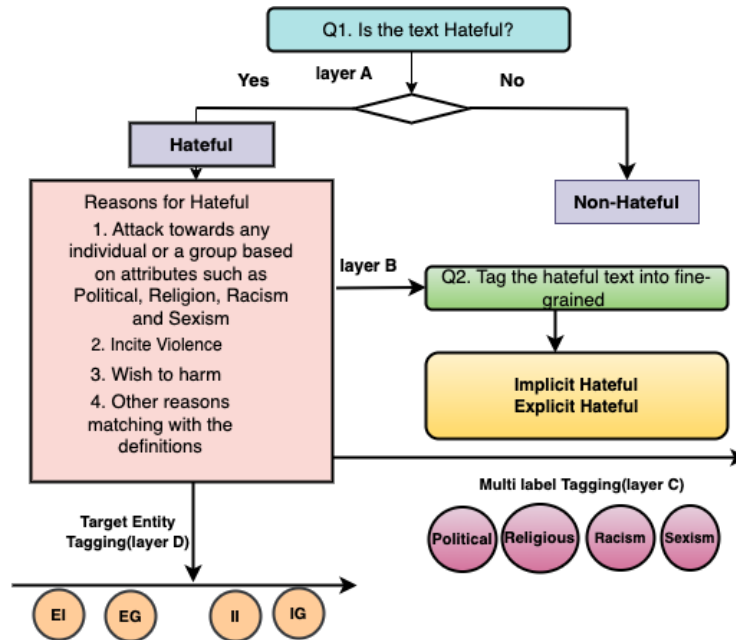 Q1. Is the text Hateful?
Yes
layer A
No
Hateful
Non-Hateful
Reasons for Hateful
1. Attack towards any
individual or a group based
on attributes such as
Political, Religion, Racism
and Sexism
2. Incite Violence
3. Wish to harm
4. Other reasons
matching with the
definitions
layer B
Q2. Tag the hateful text into fine-
grained
Implicit Hateful
Explicit Hateful
Multi label Tagging(layer C)
Political
Religious
Racism
Sexism
Target Entity
Tagging(layer D)
EI
EG
II
IG